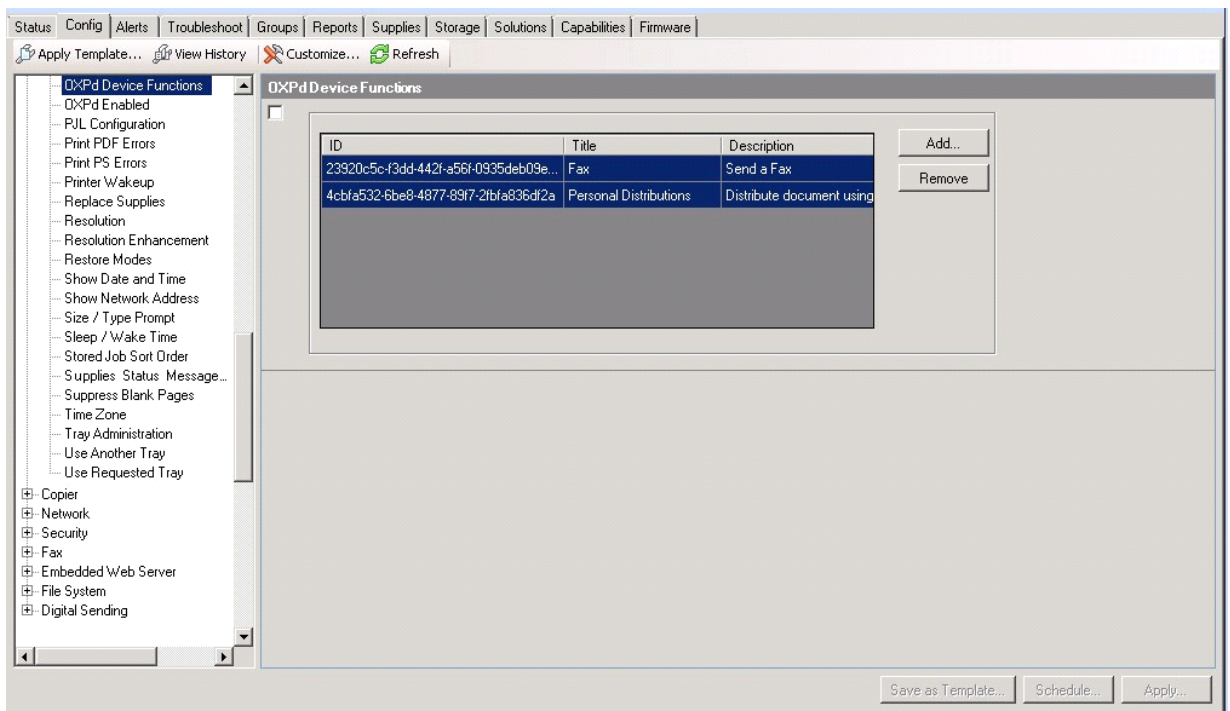 Status Config Alerts Troubleshoot Groups Reports Supplies Storage Solutions Capabilities Firmware
Apply Template... View History Customize... Refresh
OXPd Device Functions
OXPd Enabled
PJL Configuration
Print PDF Errors
Print PS Errors
Printer Wakeup
Replace Supplies
Resolution
Resolution Enhancement
Restore Modes
Show Date and Time
Show Network Address
Size / Type Prompt
Sleep / Wake Time
Stored Job Sort Order
Supplies Status Message...
Suppress Blank Pages
Time Zone
Tray Administration
Use Another Tray
Use Requested Tray
Copier
Network
Security
Fax
Embedded Web Server
File System
Digital Sending
OXPd Device Functions
ID Title Description
23920c5c-f3dd-442f-a56f-0935deb09e... Fax Send a Fax
4cbfa532-6be8-4877-89f7-2fbfa836df2a Personal Distributions Distribute document using
Add...
Remove
Save as Template... Schedule... Apply...